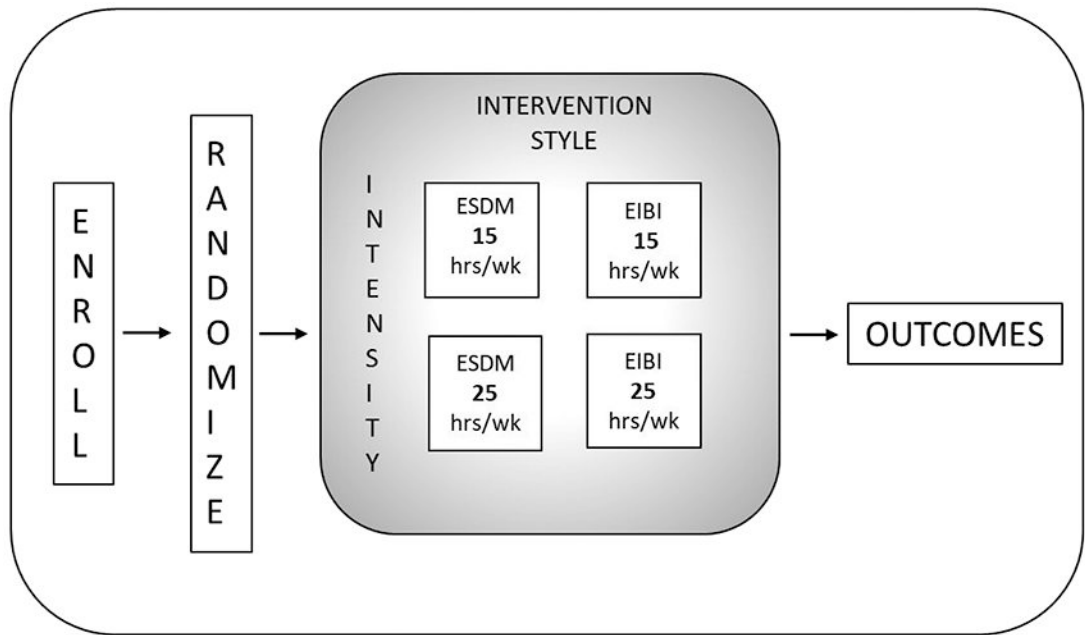 ENROLL
RANDOMIZE
INTERVENTION
STYLE
INTENSITY
ESDM
15
hrs/wk
EIBI
15
hrs/wk
ESDM
25
hrs/wk
EIBI
25
hrs/wk
OUTCOMES